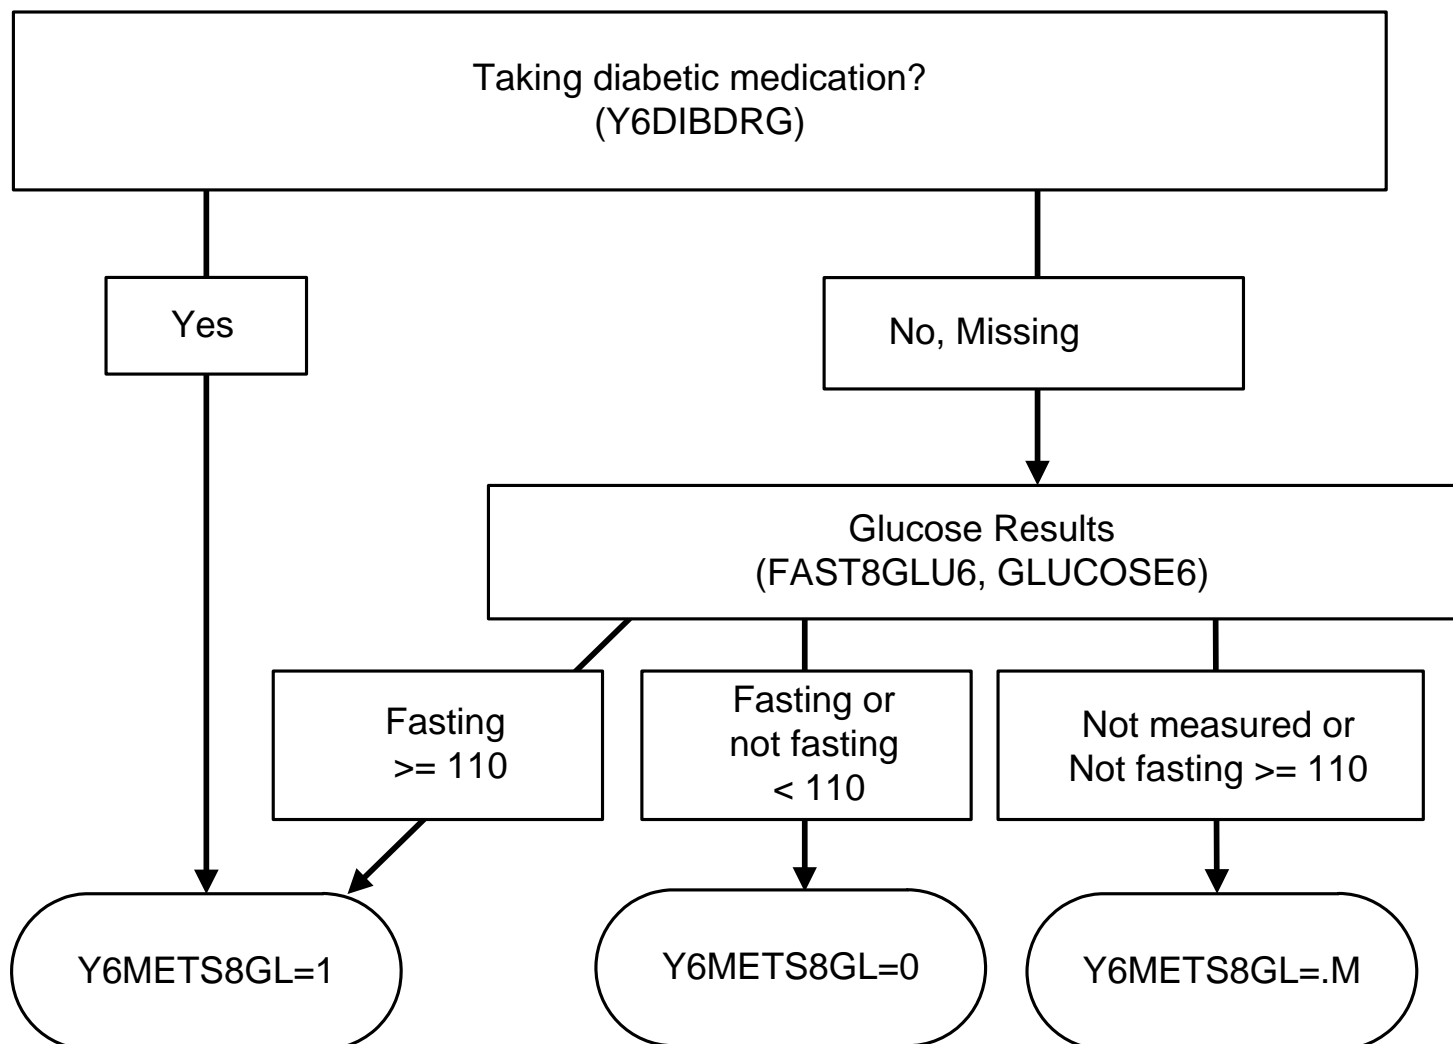 Taking diabetic medication?
(Y6DIBDRG)
Yes
No, Missing
Glucose Results
(FAST8GLU6, GLUCOSE6)
Fasting
>= 110
Fasting or
not fasting
< 110
Not measured or
Not fasting >= 110
Y6METS8GL=1
Y6METS8GL=0
Y6METS8GL=.M